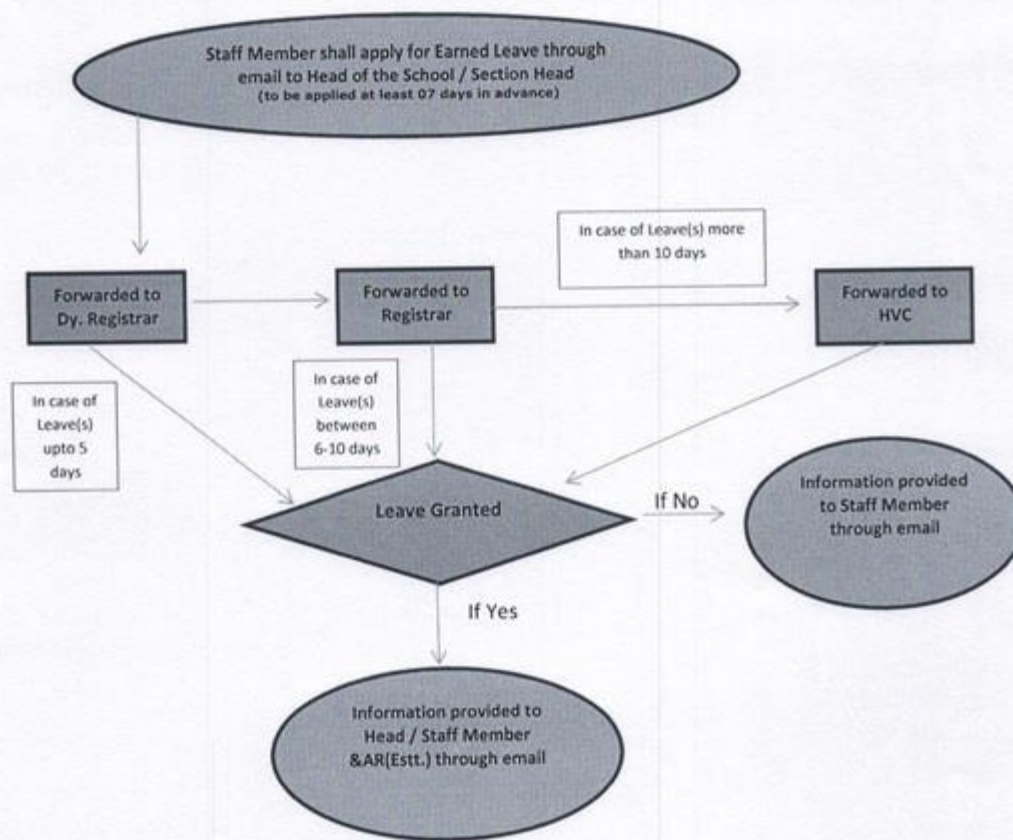 Staff Member shall apply for Earned Leave through
email to Head of the School / Section Head
(to be applied at least 07 days in advance)
In case of Leave(s) more
than 10 days
Forwarded to
Dy. Registrar
Forwarded to
Registrar
Forwarded to
HVC
In case of
Leave(s)
upto 5
days
In case of
Leave(s)
between
6-10 days
Leave Granted
If No
Information provided
to Staff Member
through email
If Yes
Information provided to
Head / Staff Member
&AR(Estt.) through email